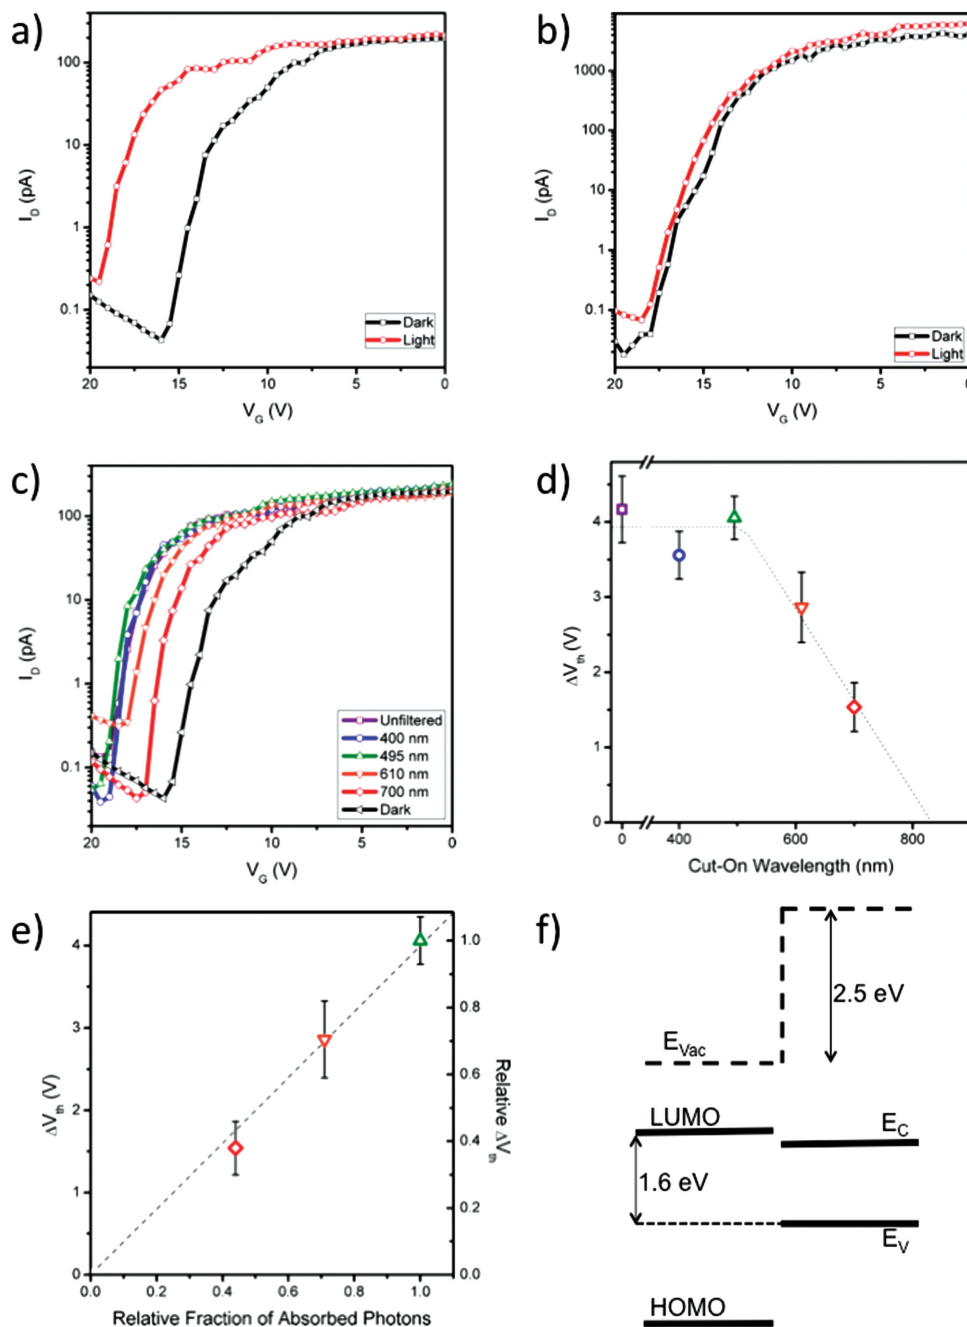 a)
100
10
1
0.1
I_D (pA)
20 15 10 5 0
V_G (V)
Dark
Light
b)
1000
100
10
1
0.1
I_D (pA)
20 15 10 5 0
V_G (V)
Dark
Light
c)
100
10
1
0.1
I_D (pA)
20 15 10 5 0
V_G (V)
Unfiltered
400 nm
495 nm
610 nm
700 nm
Dark
d)
4
3
2
1
0
ΔV_th (V)
0 400 600 800
Cut-On Wavelength (nm)
e)
4
3
2
1
0
ΔV_th (V)
0.0 0.2 0.4 0.6 0.8 1.0
Relative Fraction of Absorbed Photons
1.0
0.8
0.6
0.4
0.2
0.0
Relative ΔV_th
f)
2.5 eV
E_Vac
LUMO
E_C
1.6 eV
E_V
HOMO